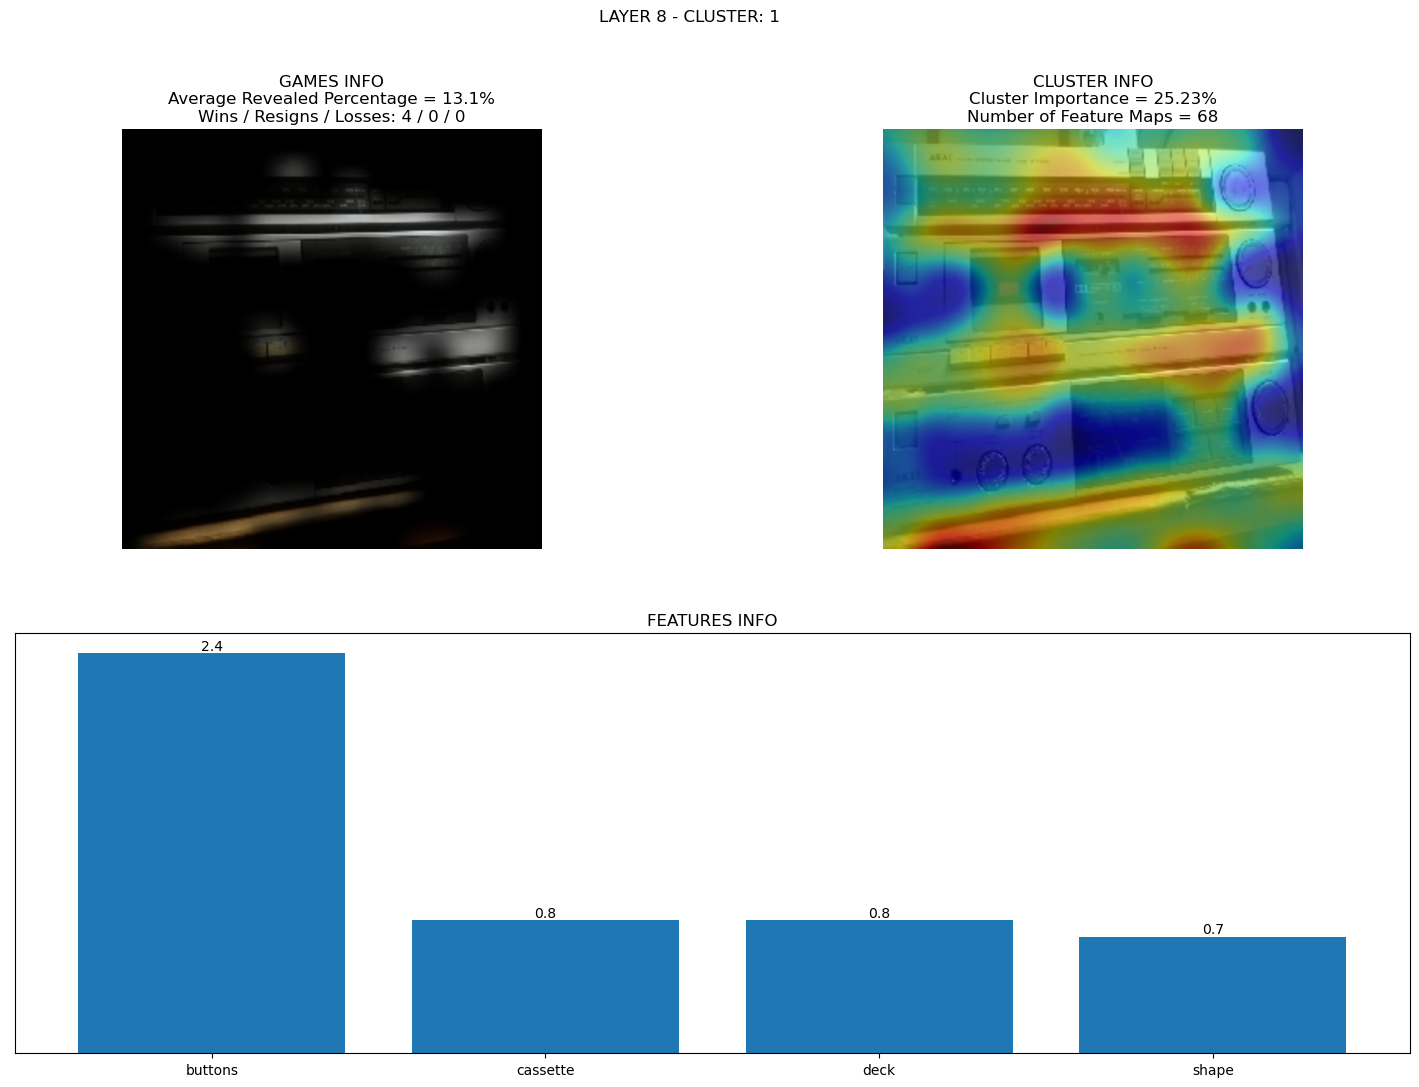 LAYER 8 - CLUSTER: 1
GAMES INFO
Average Revealed Percentage = 13.1%
Wins / Resigns / Losses: 4 / 0 / 0
CLUSTER INFO
Cluster Importance = 25.23%
Number of Feature Maps = 68
AKAI
FEATURES INFO
2.4
0.8
0.8
0.7
buttons
cassette
deck
shape